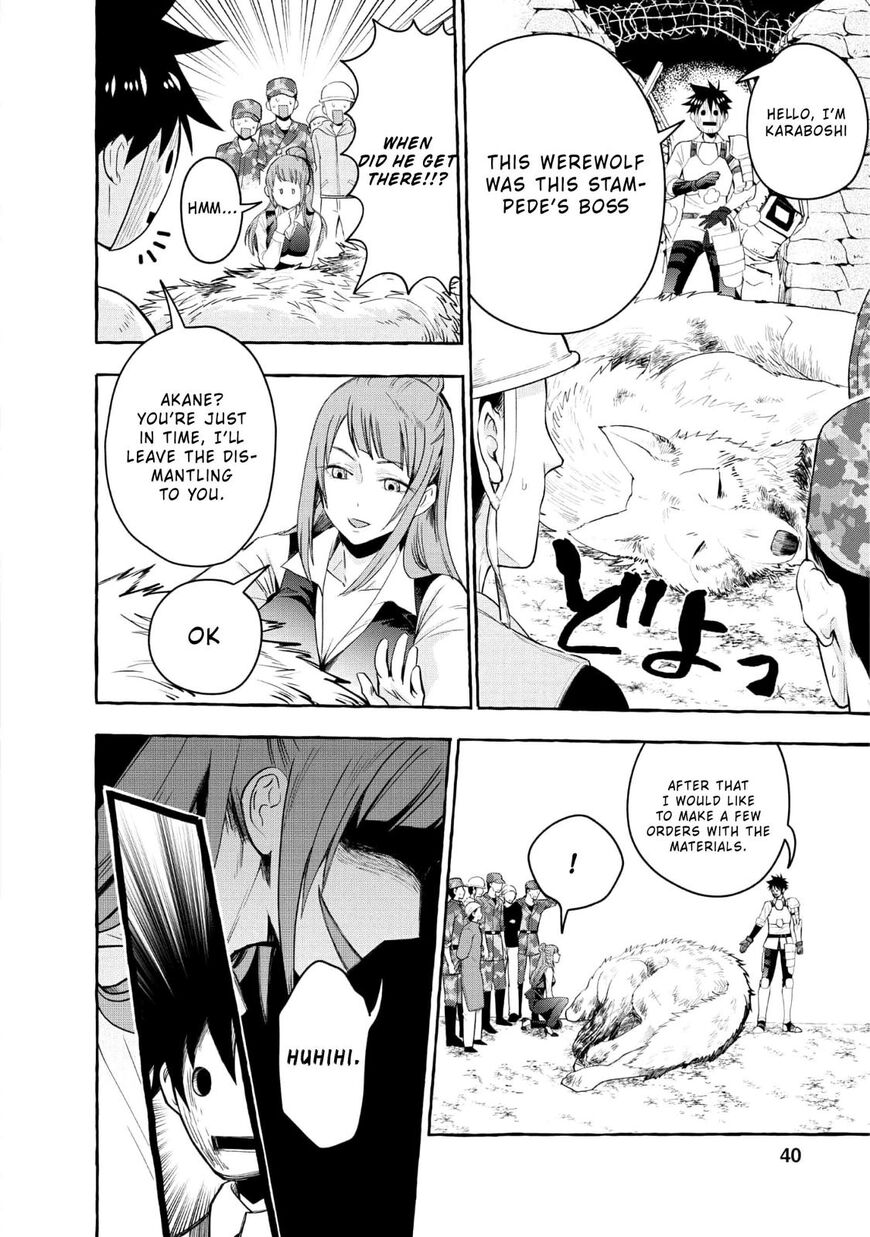 HELLO, I'M
KARABOSHI
THIS WEREWOLF
WAS THIS STAM-
PEDE'S BOSS
どよっ
WHEN
DID HE GET
THERE!!!?
HMM...
AKANE?
YOU'RE JUST
IN TIME, I'LL
LEAVE THE DIS-
MANTLING
TO YOU.
OK
AFTER THAT
I WOULD LIKE
TO MAKE A FEW
ORDERS WITH THE
MATERIALS.
!
HUHIHI.
40